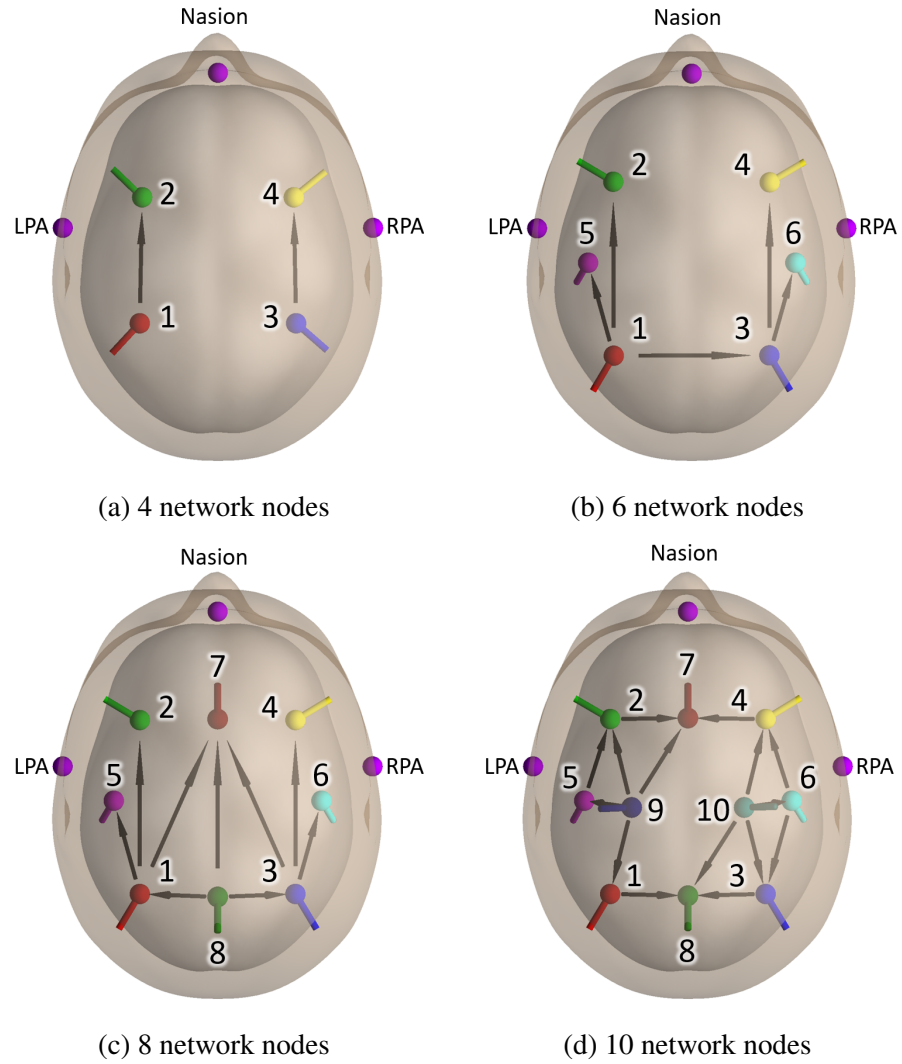 Nasion
Nasion
2
4
2
4
LPA
RPA
LPA
5
6
RPA
1
3
1
3
(a) 4 network nodes
(b) 6 network nodes
Nasion
Nasion
7
7
2
4
2
4
LPA
5
6
RPA
LPA
5
6
RPA
9
10
1
3
1
3
8
8
(c) 8 network nodes
(d) 10 network nodes